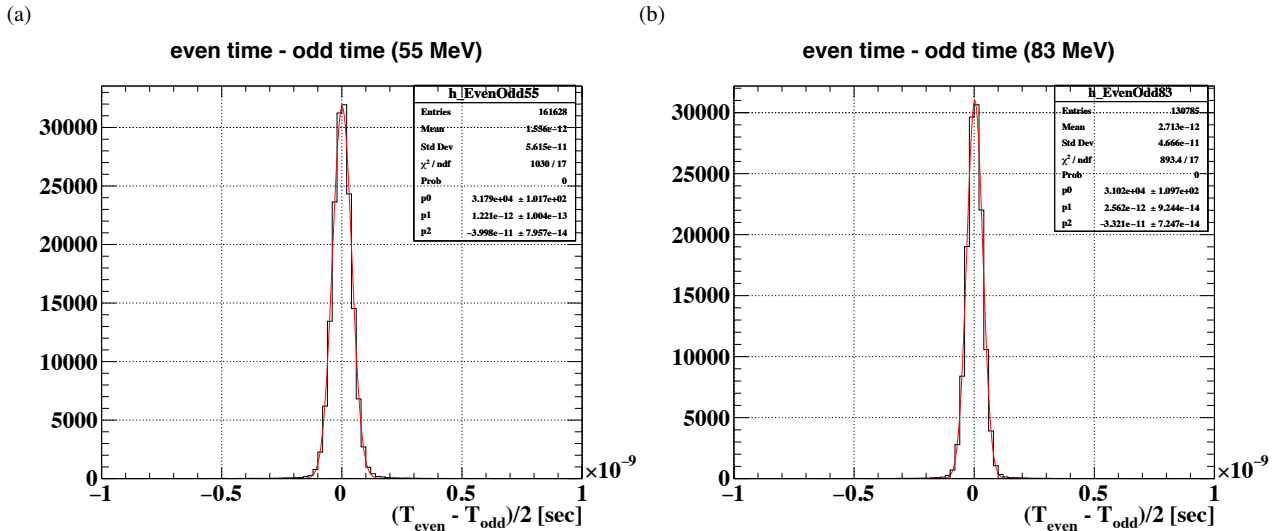 (a)
even time - odd time (55 MeV)
h_EvenOdd55
Entries 161628
Mean 1.556e-12
Std Dev 5.615e-11
χ² / ndf 1030 / 17
Prob 0
p0 3.179e+04 ± 1.017e+02
p1 1.221e-12 ± 1.004e-13
p2 -3.998e-11 ± 7.957e-14
30000
25000
20000
15000
10000
5000
0
-1 -0.5 0 0.5 1
×10⁻⁹
(T_even - T_odd)/2 [sec]
(b)
even time - odd time (83 MeV)
h_EvenOdd83
Entries 130785
Mean 2.713e-12
Std Dev 4.666e-11
χ² / ndf 893.4 / 17
Prob 0
p0 3.102e+04 ± 1.097e+02
p1 2.562e-12 ± 9.244e-14
p2 -3.321e-11 ± 7.247e-14
30000
25000
20000
15000
10000
5000
0
-1 -0.5 0 0.5 1
×10⁻⁹
(T_even - T_odd)/2 [sec]